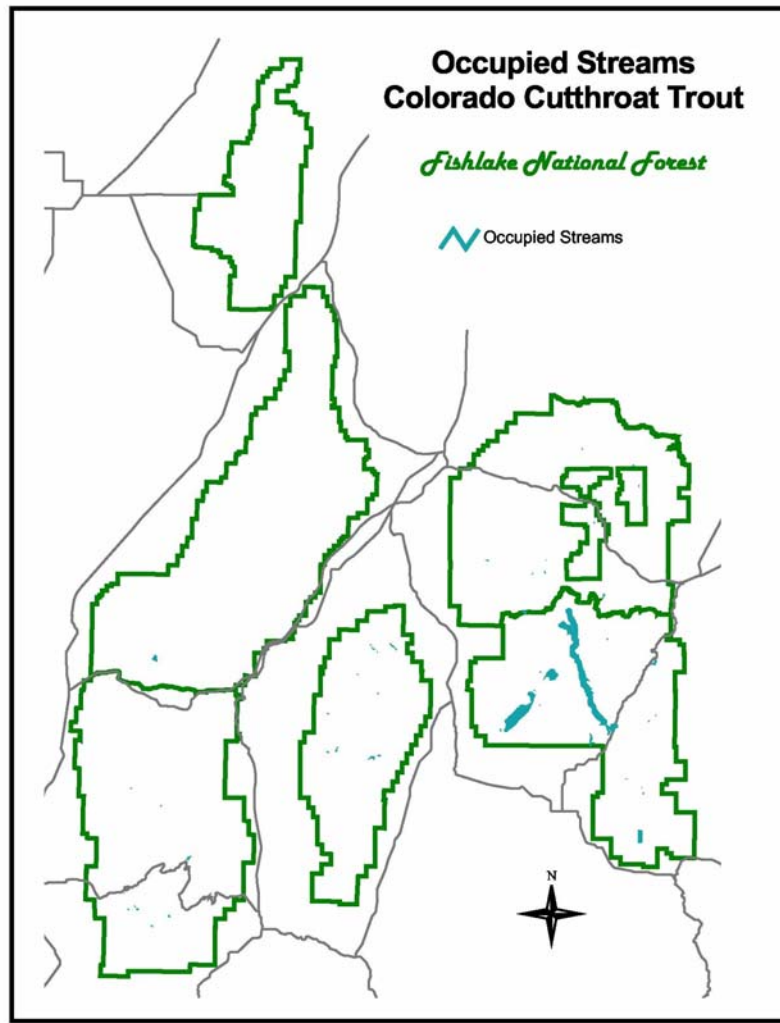 Occupied Streams
Colorado Cutthroat Trout
Fishlake National Forest
Occupied Streams
N